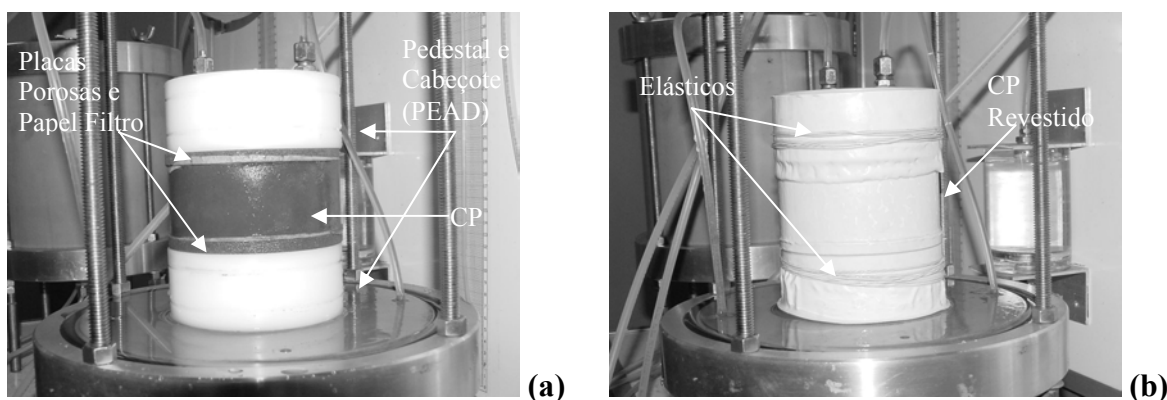 Placas
Porosas e
Papel Filtro
Pedestal e
Cabeçote
(PEAD)
CP
(a)
Elásticos
CP
Revestido
(b)